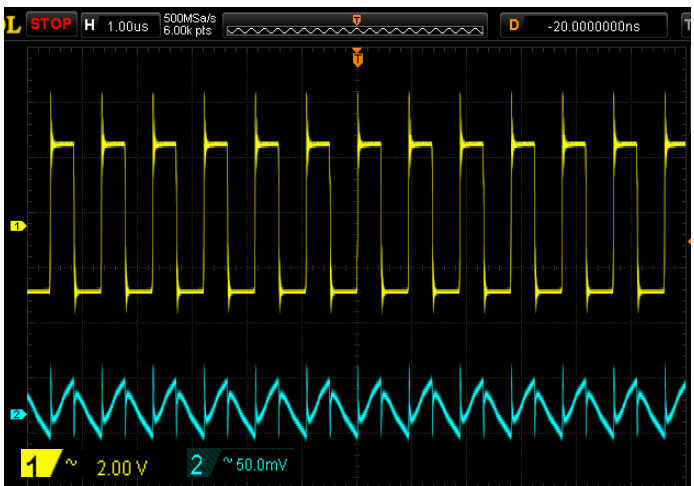 L STOP H 1.00us 500MSa/s 6.00k pts T D -20.0000000ns T
T
1
2
1 ~ 2.00 V 2 ~ 50.0mV